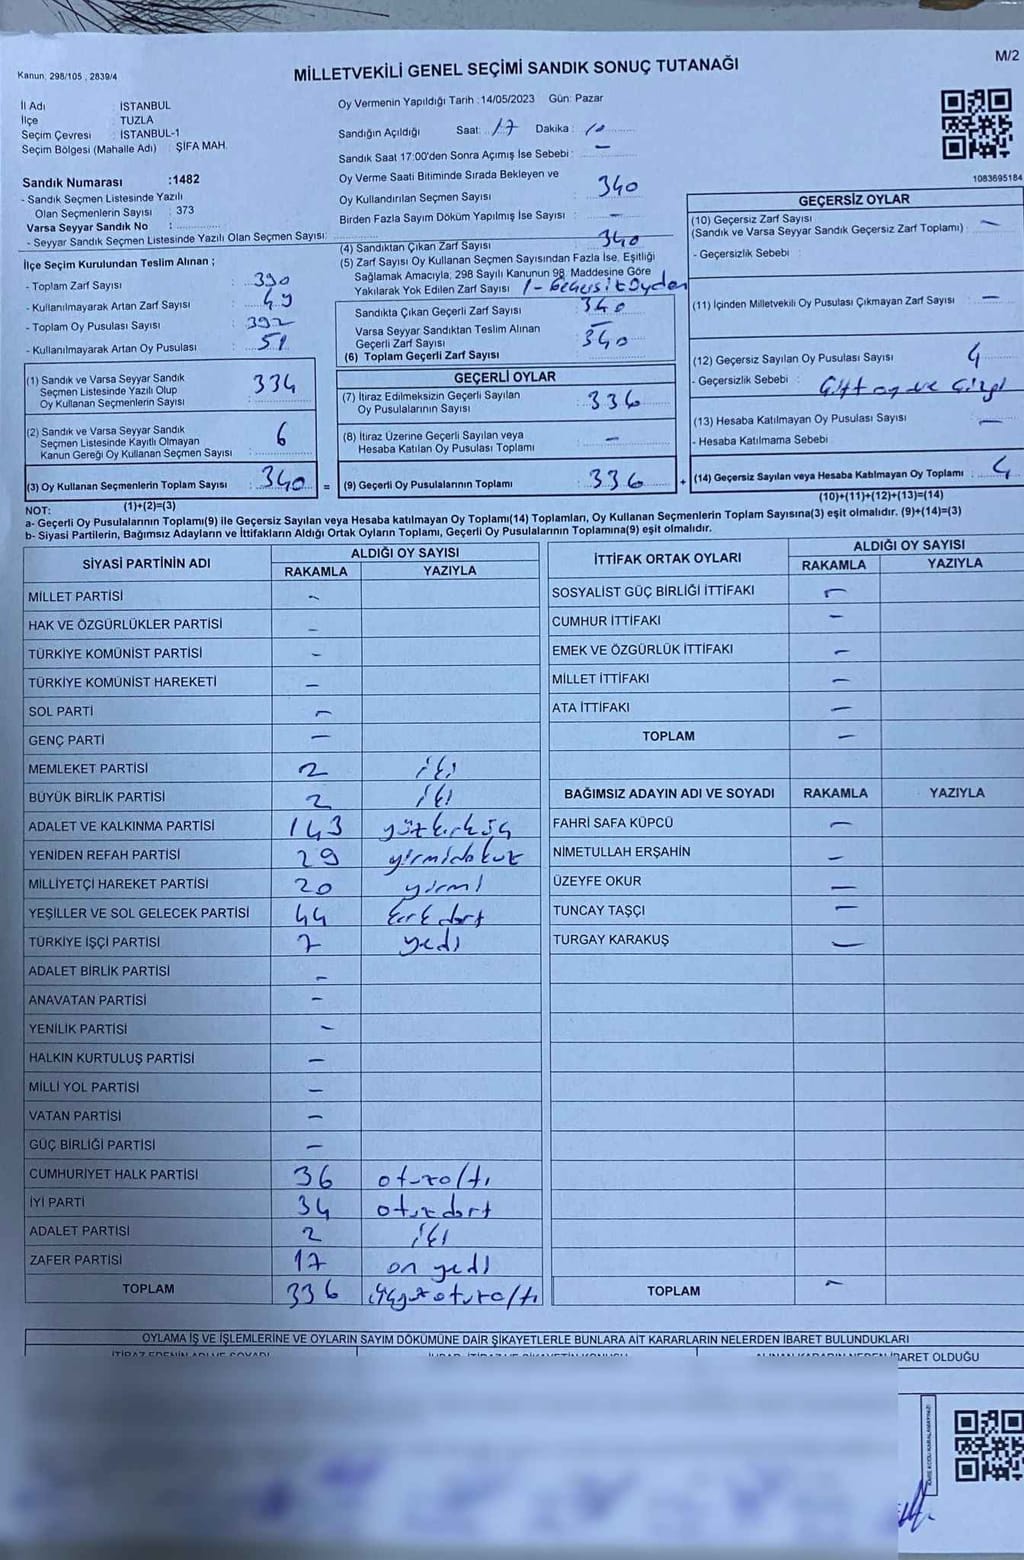 M/2
Kanun, 298/105 , 2839/4
MİLLETVEKİLİ GENEL SEÇİMİ SANDIK SONUÇ TUTANAĞI
İl Adı : İSTANBUL
İlçe : TUZLA
Seçim Çevresi : İSTANBUL-1
Seçim Bölgesi (Mahalle Adı) : ŞİFA MAH.
Sandık Numarası :1482
- Sandık Seçmen Listesinde Yazılı
Olan Seçmenlerin Sayısı : 373
Varsa Seyyar Sandık No :
- Seyyar Sandık Seçmen Listesinde Yazılı Olan Seçmen Sayısı:
Oy Vermenin Yapıldığı Tarih :14/05/2023 Gün: Pazar
Sandığın Açıldığı Saat: 17 Dakika : 10
Sandık Saat 17:00'den Sonra Açımış İse Sebebi : —
Oy Verme Saati Bitiminde Sırada Bekleyen ve
Oy Kullandırılan Seçmen Sayısı 340
Birden Fazla Sayım Döküm Yapılmış İse Sayısı : —
1083695184
İlçe Seçim Kurulundan Teslim Alınan ;
- Toplam Zarf Sayısı : 390
- Kullanılmayarak Artan Zarf Sayısı : 49
- Toplam Oy Pusulası Sayısı : 392
- Kullanılmayarak Artan Oy Pusulası : 51
(1) Sandık ve Varsa Seyyar Sandık
Seçmen Listesinde Yazılı Olup
Oy Kullanan Seçmenlerin Sayısı 334
(2) Sandık ve Varsa Seyyar Sandık
Seçmen Listesinde Kayıtlı Olmayan
Kanun Gereği Oy Kullanan Seçmen Sayısı : 6
(3) Oy Kullanan Seçmenlerin Toplam Sayısı : 340 =
(1)+(2)=(3)
(4) Sandıktan Çıkan Zarf Sayısı : 340
(5) Zarf Sayısı Oy Kullanan Seçmen Sayısından Fazla İse, Eşitliği
Sağlamak Amacıyla, 298 Sayılı Kanunun 98. Maddesine Göre
Yakılarak Yok Edilen Zarf Sayısı 1 - Geçersiz Oydan
Sandıkta Çıkan Geçerli Zarf Sayısı : 340
Varsa Seyyar Sandıktan Teslim Alınan
Geçerli Zarf Sayısı : —
(6) Toplam Geçerli Zarf Sayısı : 340
GEÇERLİ OYLAR
(7) İtiraz Edilmeksizin Geçerli Sayılan
Oy Pusulalarının Sayısı : 336
(8) İtiraz Üzerine Geçerli Sayılan veya
Hesaba Katılan Oy Pusulası Toplamı : —
(9) Geçerli Oy Pusulalarının Toplamı : 336 +
GEÇERSİZ OYLAR
(10) Geçersiz Zarf Sayısı
(Sandık ve Varsa Seyyar Sandık Geçersiz Zarf Toplamı) : —
- Geçersizlik Sebebi :
(11) İçinden Milletvekili Oy Pusulası Çıkmayan Zarf Sayısı : —
(12) Geçersiz Sayılan Oy Pusulası Sayısı : 4
- Geçersizlik Sebebi : Çift oy ve Çizgi
(13) Hesaba Katılmayan Oy Pusulası Sayısı : —
- Hesaba Katılmama Sebebi :
(14) Geçersiz Sayılan veya Hesaba Katılmayan Oy Toplamı : 4
(10)+(11)+(12)+(13)=(14)
NOT:
a- Geçerli Oy Pusulalarının Toplamı(9) ile Geçersiz Sayılan veya Hesaba katılmayan Oy Toplamı(14) Toplamları, Oy Kullanan Seçmenlerin Toplam Sayısına(3) eşit olmalıdır. (9)+(14)=(3)
b- Siyasi Partilerin, Bağımsız Adayların ve İttifakların Aldığı Ortak Oyların Toplamı, Geçerli Oy Pusulalarının Toplamına(9) eşit olmalıdır.
SİYASİ PARTİNİN ADI ALDIĞI OY SAYISI
RAKAMLA YAZIYLA
MİLLET PARTİSİ —
HAK VE ÖZGÜRLÜKLER PARTİSİ —
TÜRKİYE KOMÜNİST PARTİSİ —
TÜRKİYE KOMÜNİST HAREKETİ —
SOL PARTİ —
GENÇ PARTİ —
MEMLEKET PARTİSİ 2 iki
BÜYÜK BİRLİK PARTİSİ 2 iki
ADALET VE KALKINMA PARTİSİ 143 yüzkırküç
YENİDEN REFAH PARTİSİ 29 yirmidokuz
MİLLİYETÇİ HAREKET PARTİSİ 20 yirmi
YEŞİLLER VE SOL GELECEK PARTİSİ 44 kırkdört
TÜRKİYE İŞÇİ PARTİSİ 7 yedi
ADALET BİRLİK PARTİSİ —
ANAVATAN PARTİSİ —
YENİLİK PARTİSİ —
HALKIN KURTULUŞ PARTİSİ —
MİLLİ YOL PARTİSİ —
VATAN PARTİSİ —
GÜÇ BİRLİĞİ PARTİSİ —
CUMHURİYET HALK PARTİSİ 36 otuzaltı
İYİ PARTİ 34 otuzdört
ADALET PARTİSİ 2 iki
ZAFER PARTİSİ 17 on yedi
TOPLAM 336 üçyüzotuzaltı
İTTİFAK ORTAK OYLARI ALDIĞI OY SAYISI
RAKAMLA YAZIYLA
SOSYALİST GÜÇ BİRLİĞİ İTTİFAKI —
CUMHUR İTTİFAKI —
EMEK VE ÖZGÜRLÜK İTTİFAKI —
MİLLET İTTİFAKI —
ATA İTTİFAKI —
TOPLAM —
BAĞIMSIZ ADAYIN ADI VE SOYADI RAKAMLA YAZIYLA
FAHRİ SAFA KÜPCÜ —
NİMETULLAH ERŞAHİN —
ÜZEYFE OKUR —
TUNCAY TAŞÇI —
TURGAY KARAKUŞ —
TOPLAM —
OYLAMA İŞ VE İŞLEMLERİNE VE OYLARIN SAYIM DÖKÜMÜNE DAİR ŞİKAYETLERLE BUNLARA AİT KARARLARIN NELERDEN İBARET BULUNDUKLARI
İTİRAZ EDENİN ADI VE SOYADI
İBARET OLDUĞU